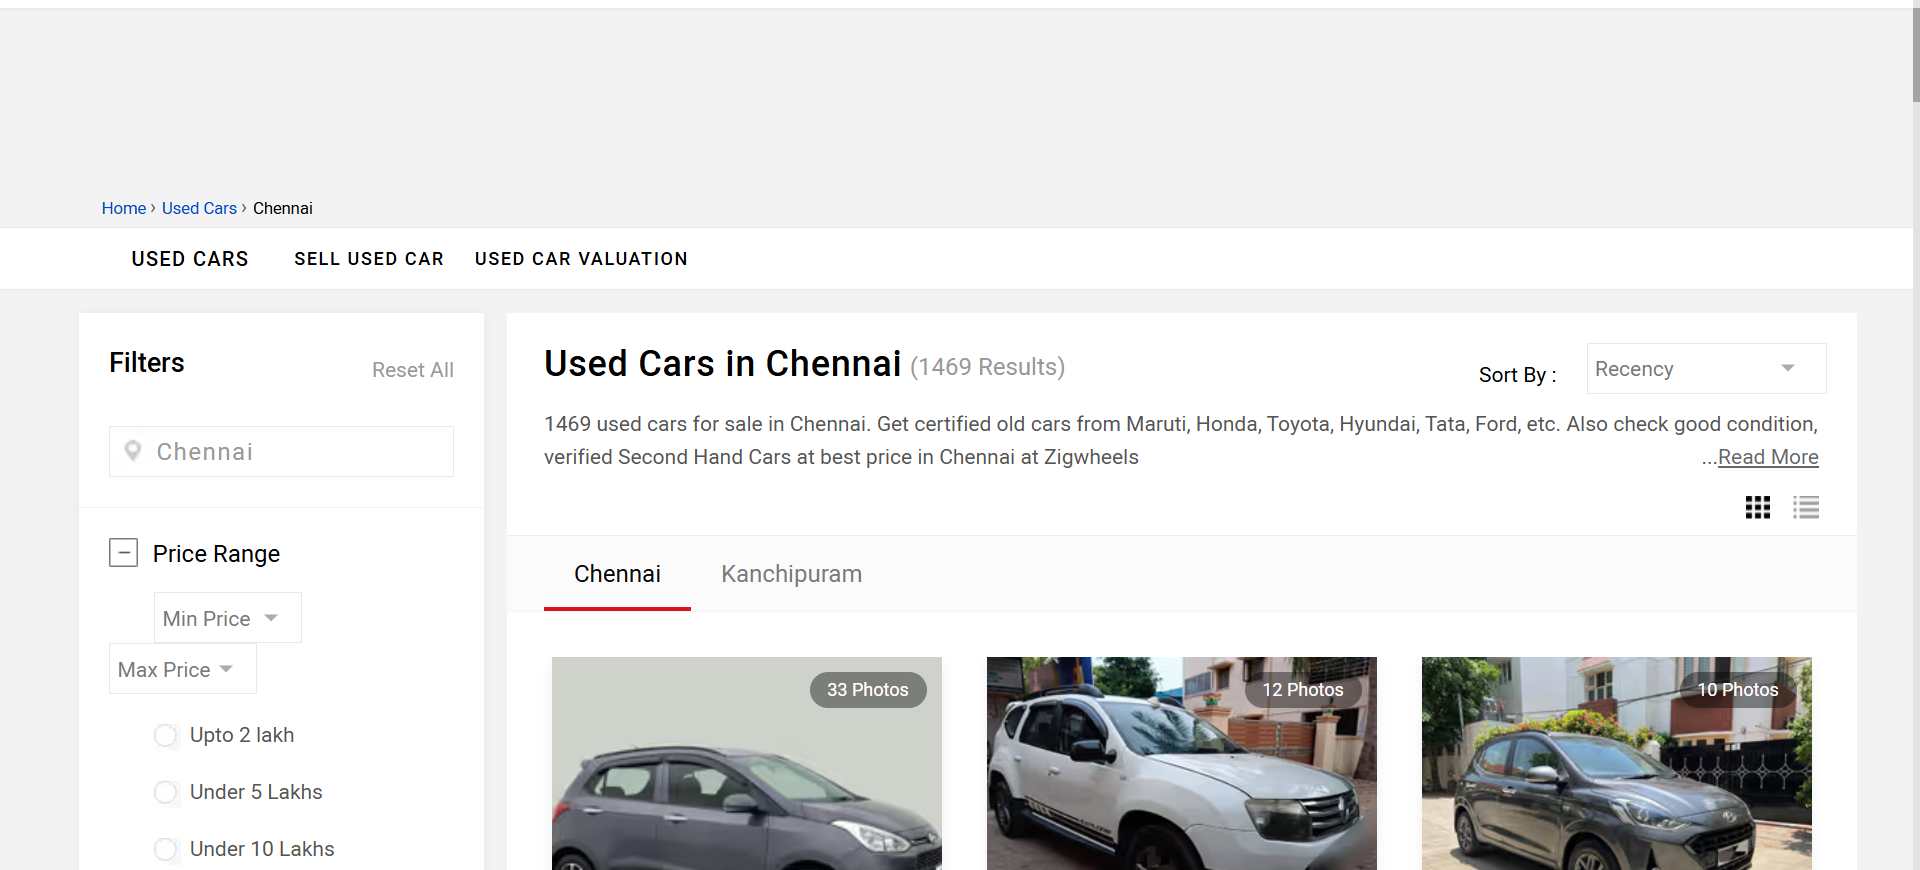 Home › Used Cars › Chennai
USED CARS SELL USED CAR USED CAR VALUATION
Filters
Reset All
Chennai
Price Range
Min Price
Max Price
Upto 2 lakh
Under 5 Lakhs
Under 10 Lakhs
Used Cars in Chennai (1469 Results)
Sort By :
Recency
1469 used cars for sale in Chennai. Get certified old cars from Maruti, Honda, Toyota, Hyundai, Tata, Ford, etc. Also check good condition,
verified Second Hand Cars at best price in Chennai at Zigwheels
...Read More
Chennai Kanchipuram
33 Photos
12 Photos
10 Photos